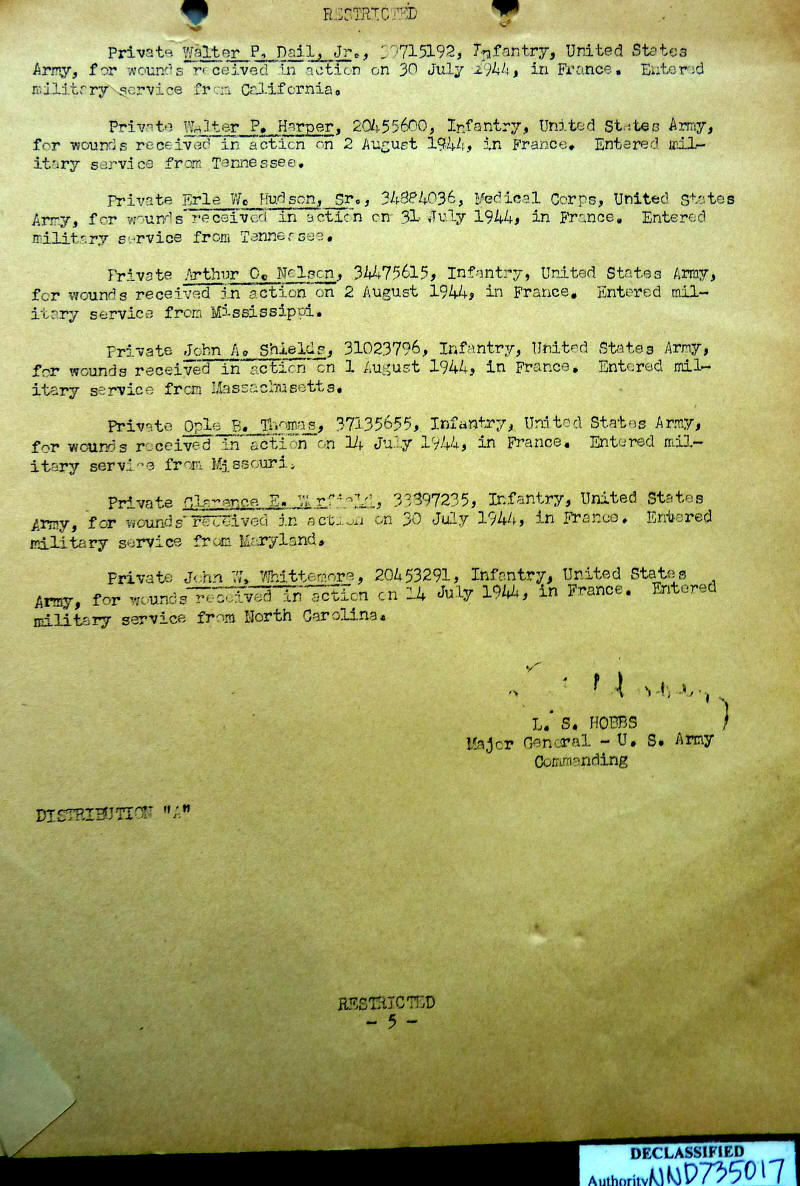 RESTRICTED
Private Walter P. Dail, Jr., 39715192, Infantry, United States
Army, for wounds received in action on 30 July 1944, in France. Entered
military service from California.
Private Walter P. Harper, 20455600, Infantry, United States Army,
for wounds received in action on 2 August 1944, in France. Entered mil-
itary service from Tennessee.
Private Erle W. Hudson, Sr., 34884036, Medical Corps, United States
Army, for wounds received in action on 31 July 1944, in France. Entered
military service from Tennessee.
Private Arthur O. Nelson, 34475615, Infantry, United States Army,
for wounds received in action on 2 August 1944, in France. Entered mil-
itary service from Mississippi.
Private John A. Shields, 31023796, Infantry, United States Army,
for wounds received in action on 1 August 1944, in France. Entered mil-
itary service from Massachusetts.
Private Ople B. Thomas, 37135655, Infantry, United States Army,
for wounds received in action on 14 July 1944, in France. Entered mil-
itary service from Missouri.
Private Clarence E. 33897235, Infantry, United States
Army, for wounds received in action on 30 July 1944, in France. Entered
military service from Maryland.
Private John W. Whittemore, 20453291, Infantry, United States
Army, for wounds received in action on 14 July 1944, in France. Entered
military service from North Carolina.
L. S. HOBBS
Major General - U. S. Army
Commanding
DISTRIBUTION "A"
RESTRICTED
- 5 -
DECLASSIFIED
Authority NND735017